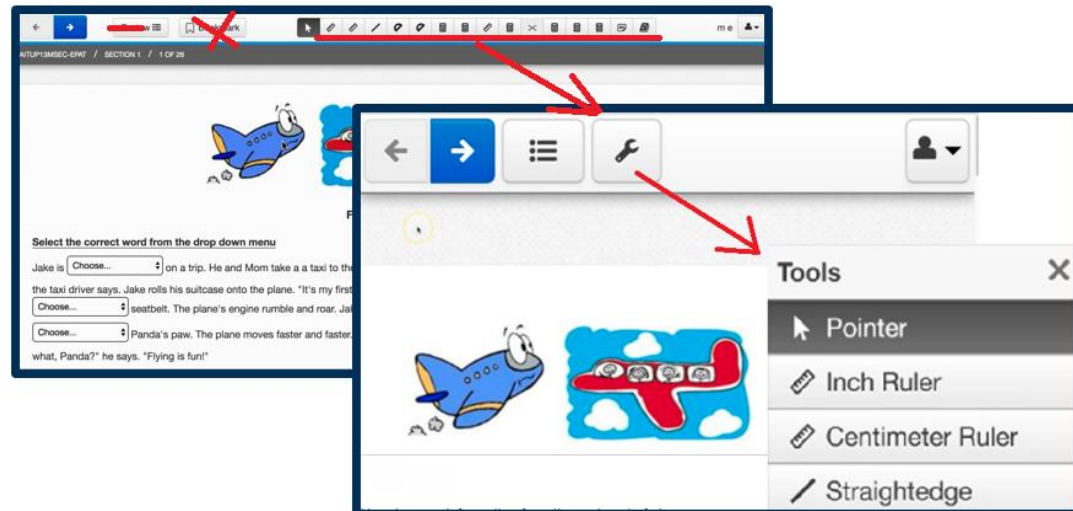 me
AITUP13MSEC-EPAT / SECTION 1 / 1 OF 26
F
Select the correct word from the drop down menu
Jake is Choose... on a trip. He and Mom take a a taxi to the
the taxi driver says. Jake rolls his suitcase onto the plane. "It's my first
Choose... seatbelt. The plane's engine rumble and roar. Jak
Choose... Panda's paw. The plane moves faster and faster.
what, Panda?" he says. "Flying is fun!"
Tools
Pointer
Inch Ruler
Centimeter Ruler
Straightedge